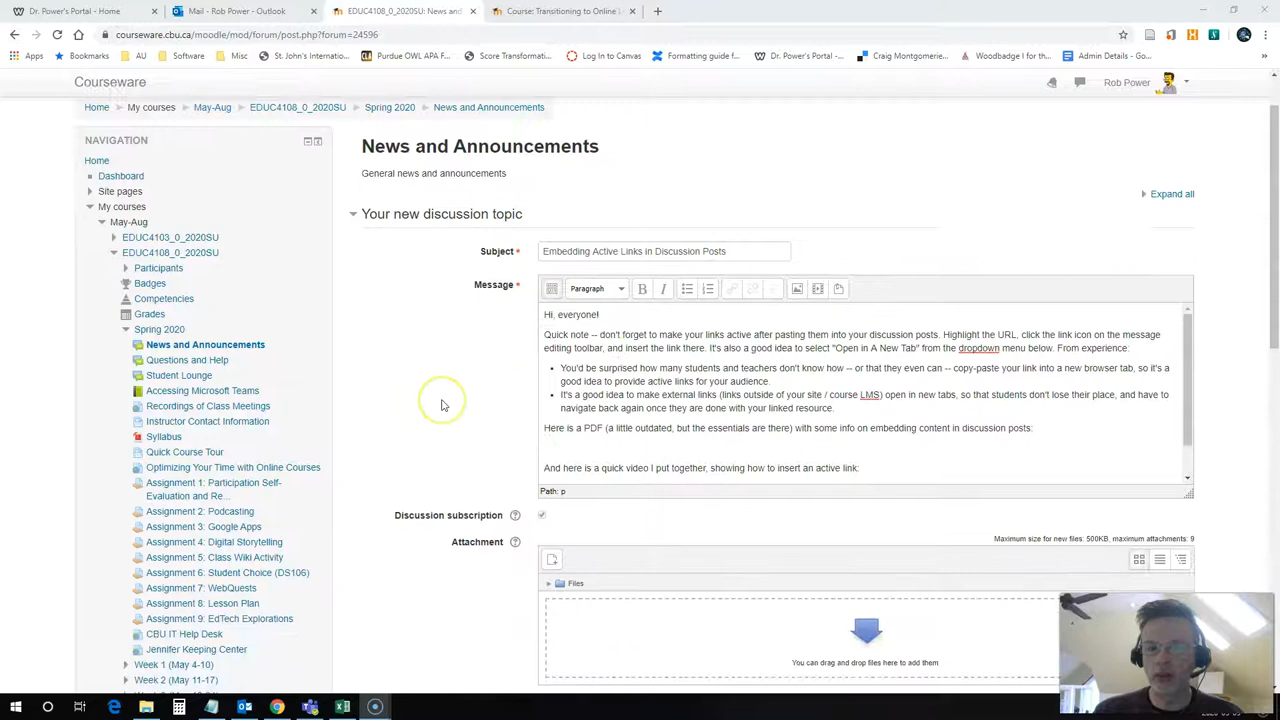 Dr. Power's Portal - Home
Mail - Rob Power - Outlook
EDUC4108_0_2020SU: News and
Course: Transitioning to Online L
courseware.cbu.ca/moodle/mod/forum/post.php?forum=24596
Apps
Bookmarks
AU
Safari
Misc
St. John's Internatio...
Purdue OWL APA F...
Score Transformatio...
Log In to Canvas
Formatting guide f...
Dr. Power's Portal -...
Craig Montgomerie...
Woodbadge I for th...
Admin Details - Go...
Courseware
Rob Power
Home
My courses
May-Aug
EDUC4108_0_2020SU
Spring 2020
News and Announcements
NAVIGATION
Home
Dashboard
Site pages
My courses
May-Aug
EDUC4103_0_2020SU
EDUC4108_0_2020SU
Participants
Badges
Competencies
Grades
Spring 2020
News and Announcements
Questions and Help
Student Lounge
Accessing Microsoft Teams
Recordings of Class Meetings
Instructor Contact Information
Syllabus
Quick Course Tour
Optimizing Your Time with Online Courses
Assignment 1: Participation Self-
Evaluation and Re...
Assignment 2: Podcasting
Assignment 3: Google Apps
Assignment 4: Digital Storytelling
Assignment 5: Class Wiki Activity
Assignment 6: Student Choice (DS106)
Assignment 7: WebQuests
Assignment 8: Lesson Plan
Assignment 9: EdTech Explorations
CBU IT Help Desk
Jennifer Keeping Center
Week 1 (May 4-10)
Week 2 (May 11-17)
News and Announcements
General news and announcements
Expand all
Your new discussion topic
Subject*
Embedding Active Links in Discussion Posts
Message*
Paragraph
B
I
Hi, everyone!
Quick note -- don't forget to make your links active after pasting them into your discussion posts. Highlight the URL, click the link icon on the message
editing toolbar, and insert the link there. It's also a good idea to select "Open in A New Tab" from the dropdown menu below. From experience:
• You'd be surprised how many students and teachers don't know how -- or that they even can -- copy-paste your link into a new browser tab, so it's a
good idea to provide active links for your audience.
• It's a good idea to make external links (links outside of your site / course LMS) open in new tabs, so that students don't lose their place, and have to
navigate back again once they are done with your linked resource.
Here is a PDF (a little outdated, but the essentials are there) with some info on embedding content in discussion posts:
And here is a quick video I put together, showing how to insert an active link:
Path: p
Discussion subscription
Attachment
Maximum size for new files: 500KB, maximum attachments: 9
Files
You can drag and drop files here to add them